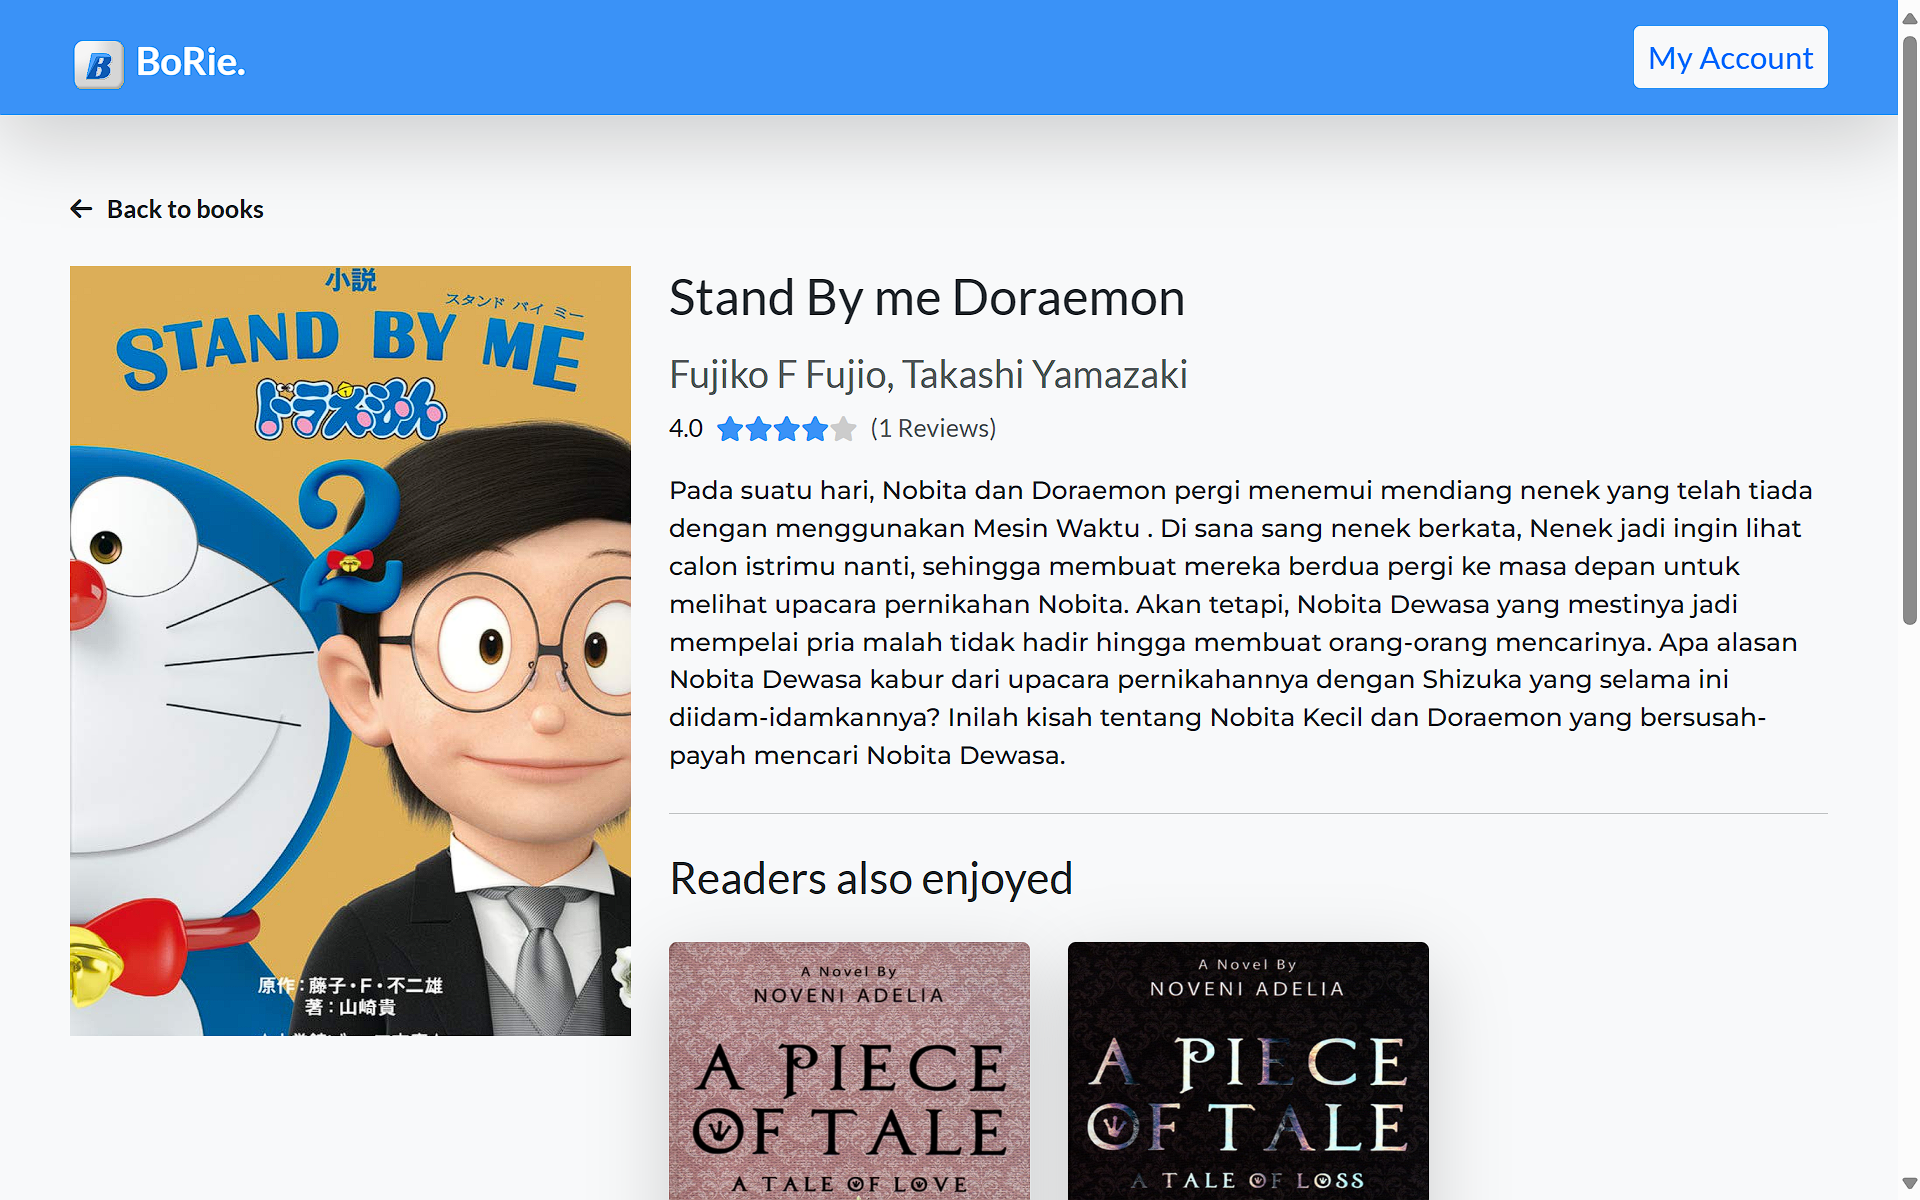 B BoRie.
My Account
Back to books
小説
スタンド バイ ミー
STAND BY ME
ドラえもん
2
原作：藤子・F・不二雄
著：山崎貴
Stand By me Doraemon
Fujiko F Fujio, Takashi Yamazaki
4.0 (1 Reviews)
Pada suatu hari, Nobita dan Doraemon pergi menemui mendiang nenek yang telah tiada
dengan menggunakan Mesin Waktu . Di sana sang nenek berkata, Nenek jadi ingin lihat
calon istrimu nanti, sehingga membuat mereka berdua pergi ke masa depan untuk
melihat upacara pernikahan Nobita. Akan tetapi, Nobita Dewasa yang mestinya jadi
mempelai pria malah tidak hadir hingga membuat orang-orang mencarinya. Apa alasan
Nobita Dewasa kabur dari upacara pernikahannya dengan Shizuka yang selama ini
diidam-idamkannya? Inilah kisah tentang Nobita Kecil dan Doraemon yang bersusah-
payah mencari Nobita Dewasa.
Readers also enjoyed
A Novel By
NOVENI ADELIA
A PIECE
OF TALE
A TALE OF LOVE
A Novel By
NOVENI ADELIA
A PIECE
OF TALE
A TALE OF LOSS